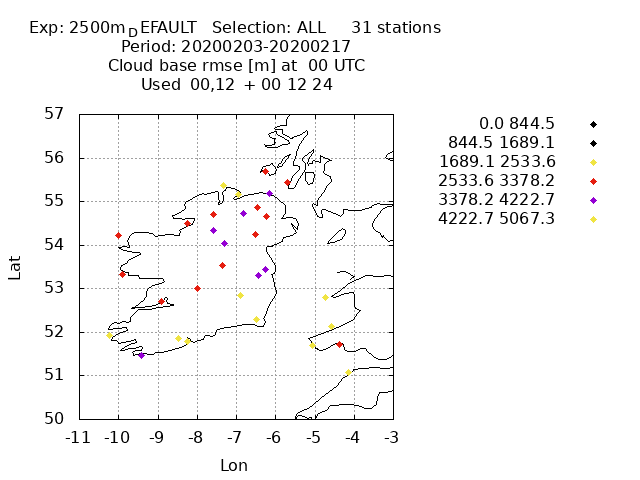 Exp: 2500mDEFAULT Selection: ALL 31 stations
Period: 20200203-20200217
Cloud base rmse [m] at 00 UTC
Used 00,12 + 00 12 24
0.0 844.5
844.5 1689.1
1689.1 2533.6
2533.6 3378.2
3378.2 4222.7
4222.7 5067.3
57
56
55
54
53
52
51
50
Lat
-11 -10 -9 -8 -7 -6 -5 -4 -3
Lon